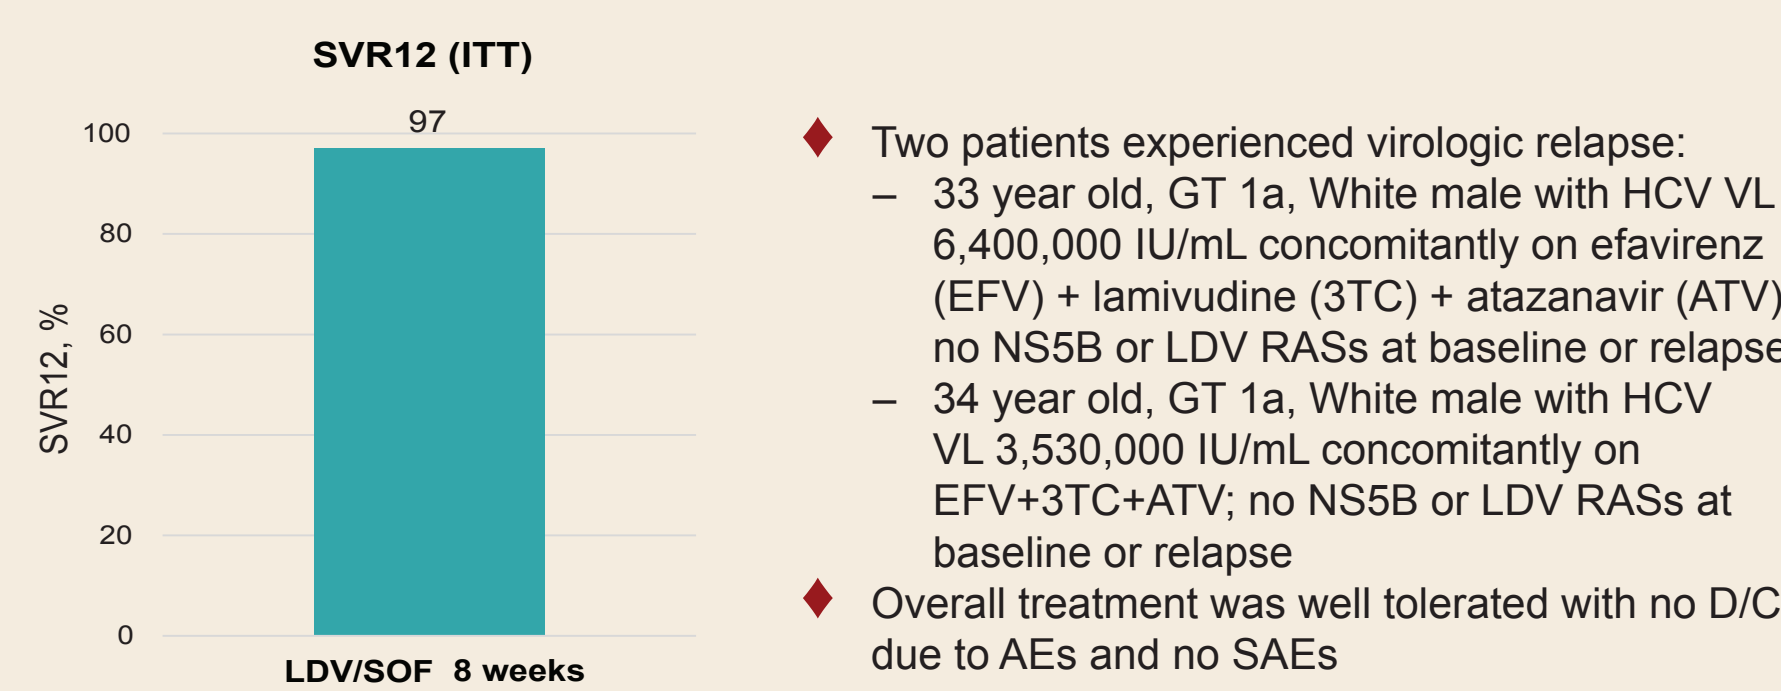 SVR12 (ITT)
97
100
80
60
40
20
0
SVR12, %
LDV/SOF 8 weeks
Two patients experienced virologic relapse:
– 33 year old, GT 1a, White male with HCV VL
6,400,000 IU/mL concomitantly on efavirenz
(EFV) + lamivudine (3TC) + atazanavir (ATV)
no NS5B or LDV RASs at baseline or relapse
– 34 year old, GT 1a, White male with HCV
VL 3,530,000 IU/mL concomitantly on
EFV+3TC+ATV; no NS5B or LDV RASs at
baseline or relapse
Overall treatment was well tolerated with no D/C
due to AEs and no SAEs